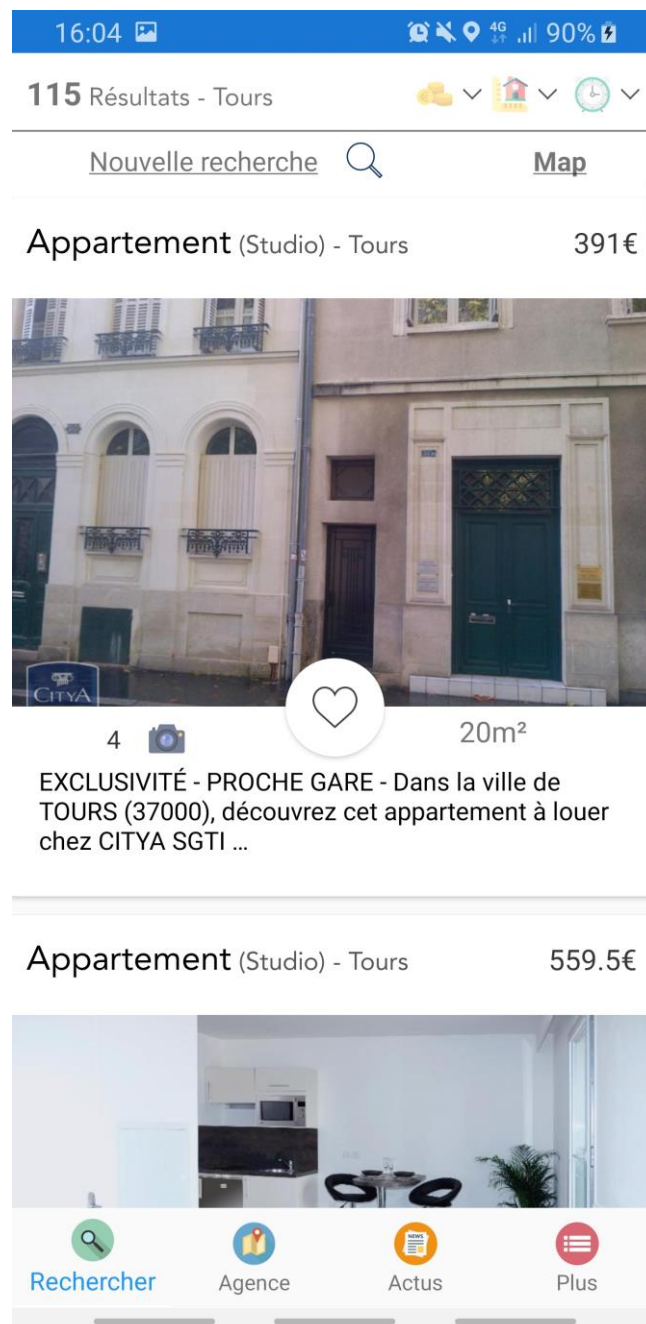 16:04 4G 90%
115 Résultats - Tours
Nouvelle recherche Map
Appartement (Studio) - Tours 391€
CITYA
4 20m²
EXCLUSIVITÉ - PROCHE GARE - Dans la ville de
TOURS (37000), découvrez cet appartement à louer
chez CITYA SGTI ...
Appartement (Studio) - Tours 559.5€
NEWS
Rechercher Agence Actus Plus